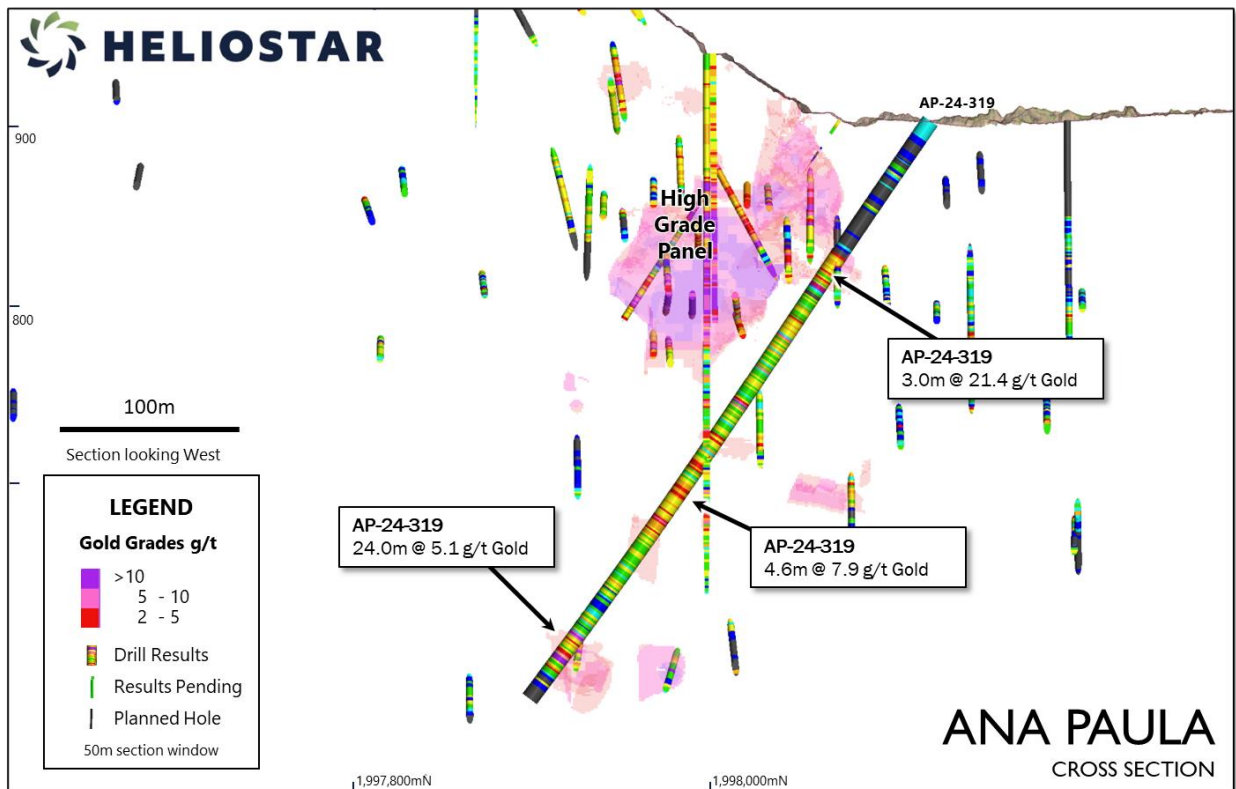 HELIOSTAR
AP-24-319
900
High
Grade
Panel
800
AP-24-319
3.0m @ 21.4 g/t Gold
100m
Section looking West
LEGEND
Gold Grades g/t
>10
5 - 10
2 - 5
Drill Results
Results Pending
Planned Hole
50m section window
AP-24-319
24.0m @ 5.1 g/t Gold
AP-24-319
4.6m @ 7.9 g/t Gold
ANA PAULA
CROSS SECTION
1,997,800mN
1,998,000mN